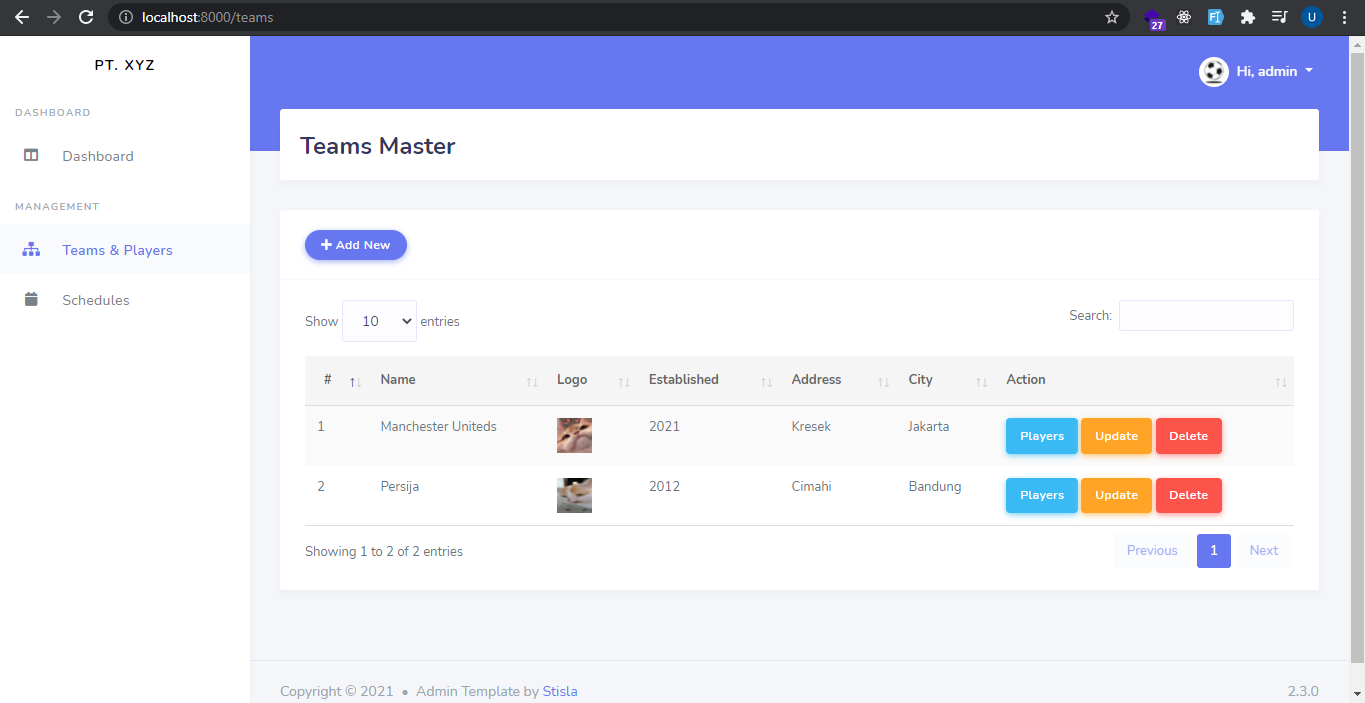 localhost:8000/teams
27
U
PT. XYZ
Hi, admin
DASHBOARD
Dashboard
MANAGEMENT
Teams & Players
Schedules
Teams Master
Add New
Show 10 entries
Search:
# Name Logo Established Address City Action
1 Manchester Uniteds 2021 Kresek Jakarta Players Update Delete
2 Persija 2012 Cimahi Bandung Players Update Delete
Showing 1 to 2 of 2 entries
Previous 1 Next
Copyright © 2021 • Admin Template by Stisla
2.3.0